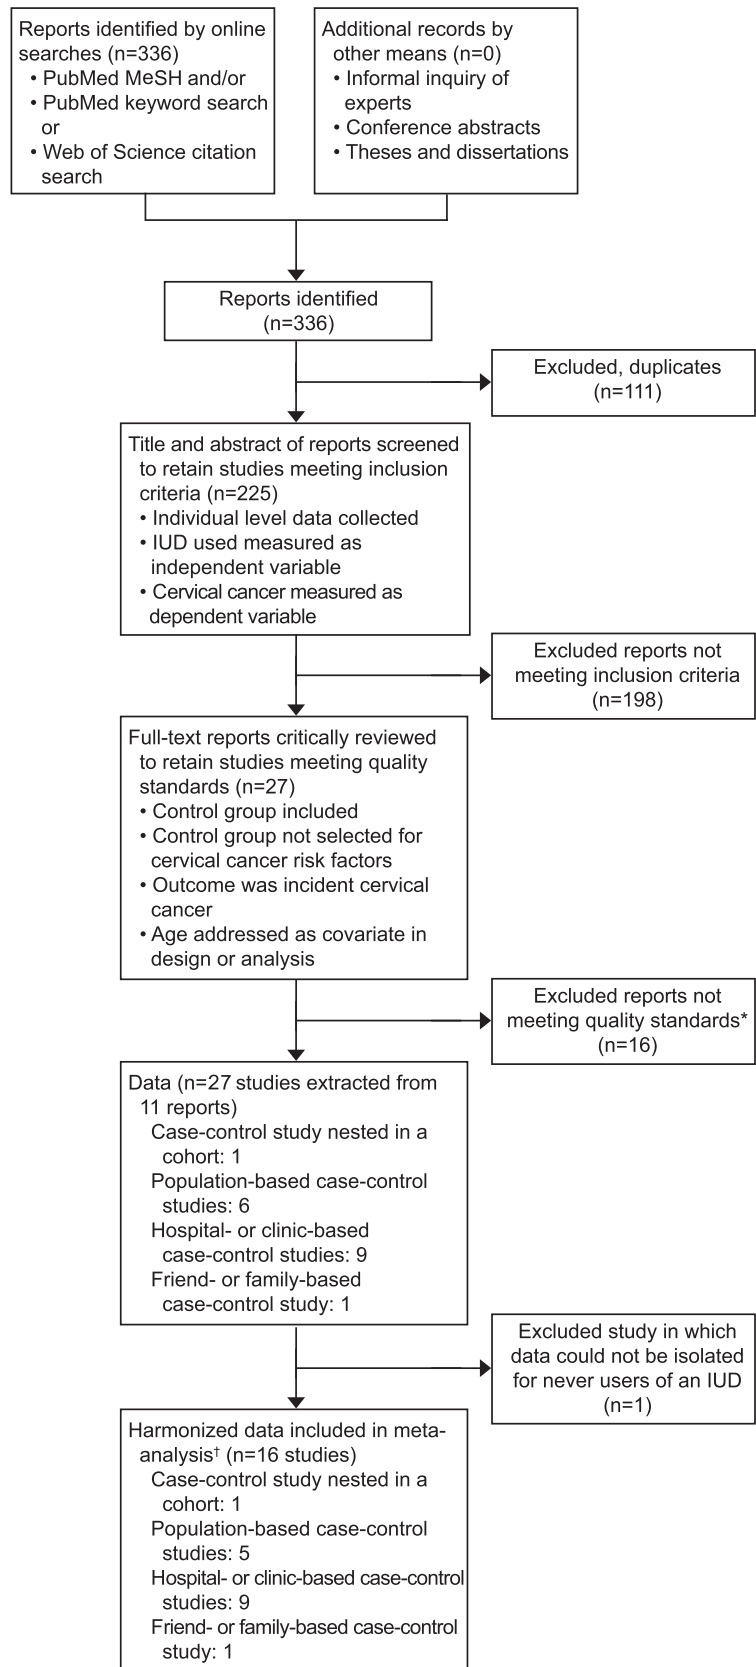 Reports identified by online
searches (n=336)
• PubMed MeSH and/or
• PubMed keyword search
or
• Web of Science citation
search
Additional records by
other means (n=0)
• Informal inquiry of
experts
• Conference abstracts
• Theses and dissertations
Reports identified
(n=336)
Excluded, duplicates
(n=111)
Title and abstract of reports screened
to retain studies meeting inclusion
criteria (n=225)
• Individual level data collected
• IUD used measured as
independent variable
• Cervical cancer measured as
dependent variable
Excluded reports not
meeting inclusion criteria
(n=198)
Full-text reports critically reviewed
to retain studies meeting quality
standards (n=27)
• Control group included
• Control group not selected for
cervical cancer risk factors
• Outcome was incident cervical
cancer
• Age addressed as covariate in
design or analysis
Excluded reports not
meeting quality standards*
(n=16)
Data (n=27 studies extracted from
11 reports)
Case-control study nested in a
cohort: 1
Population-based case-control
studies: 6
Hospital- or clinic-based
case-control studies: 9
Friend- or family-based
case-control study: 1
Excluded study in which
data could not be isolated
for never users of an IUD
(n=1)
Harmonized data included in meta-
analysis† (n=16 studies)
Case-control study nested in a
cohort: 1
Population-based case-control
studies: 5
Hospital- or clinic-based case-control
studies: 9
Friend- or family-based case-control
study: 1